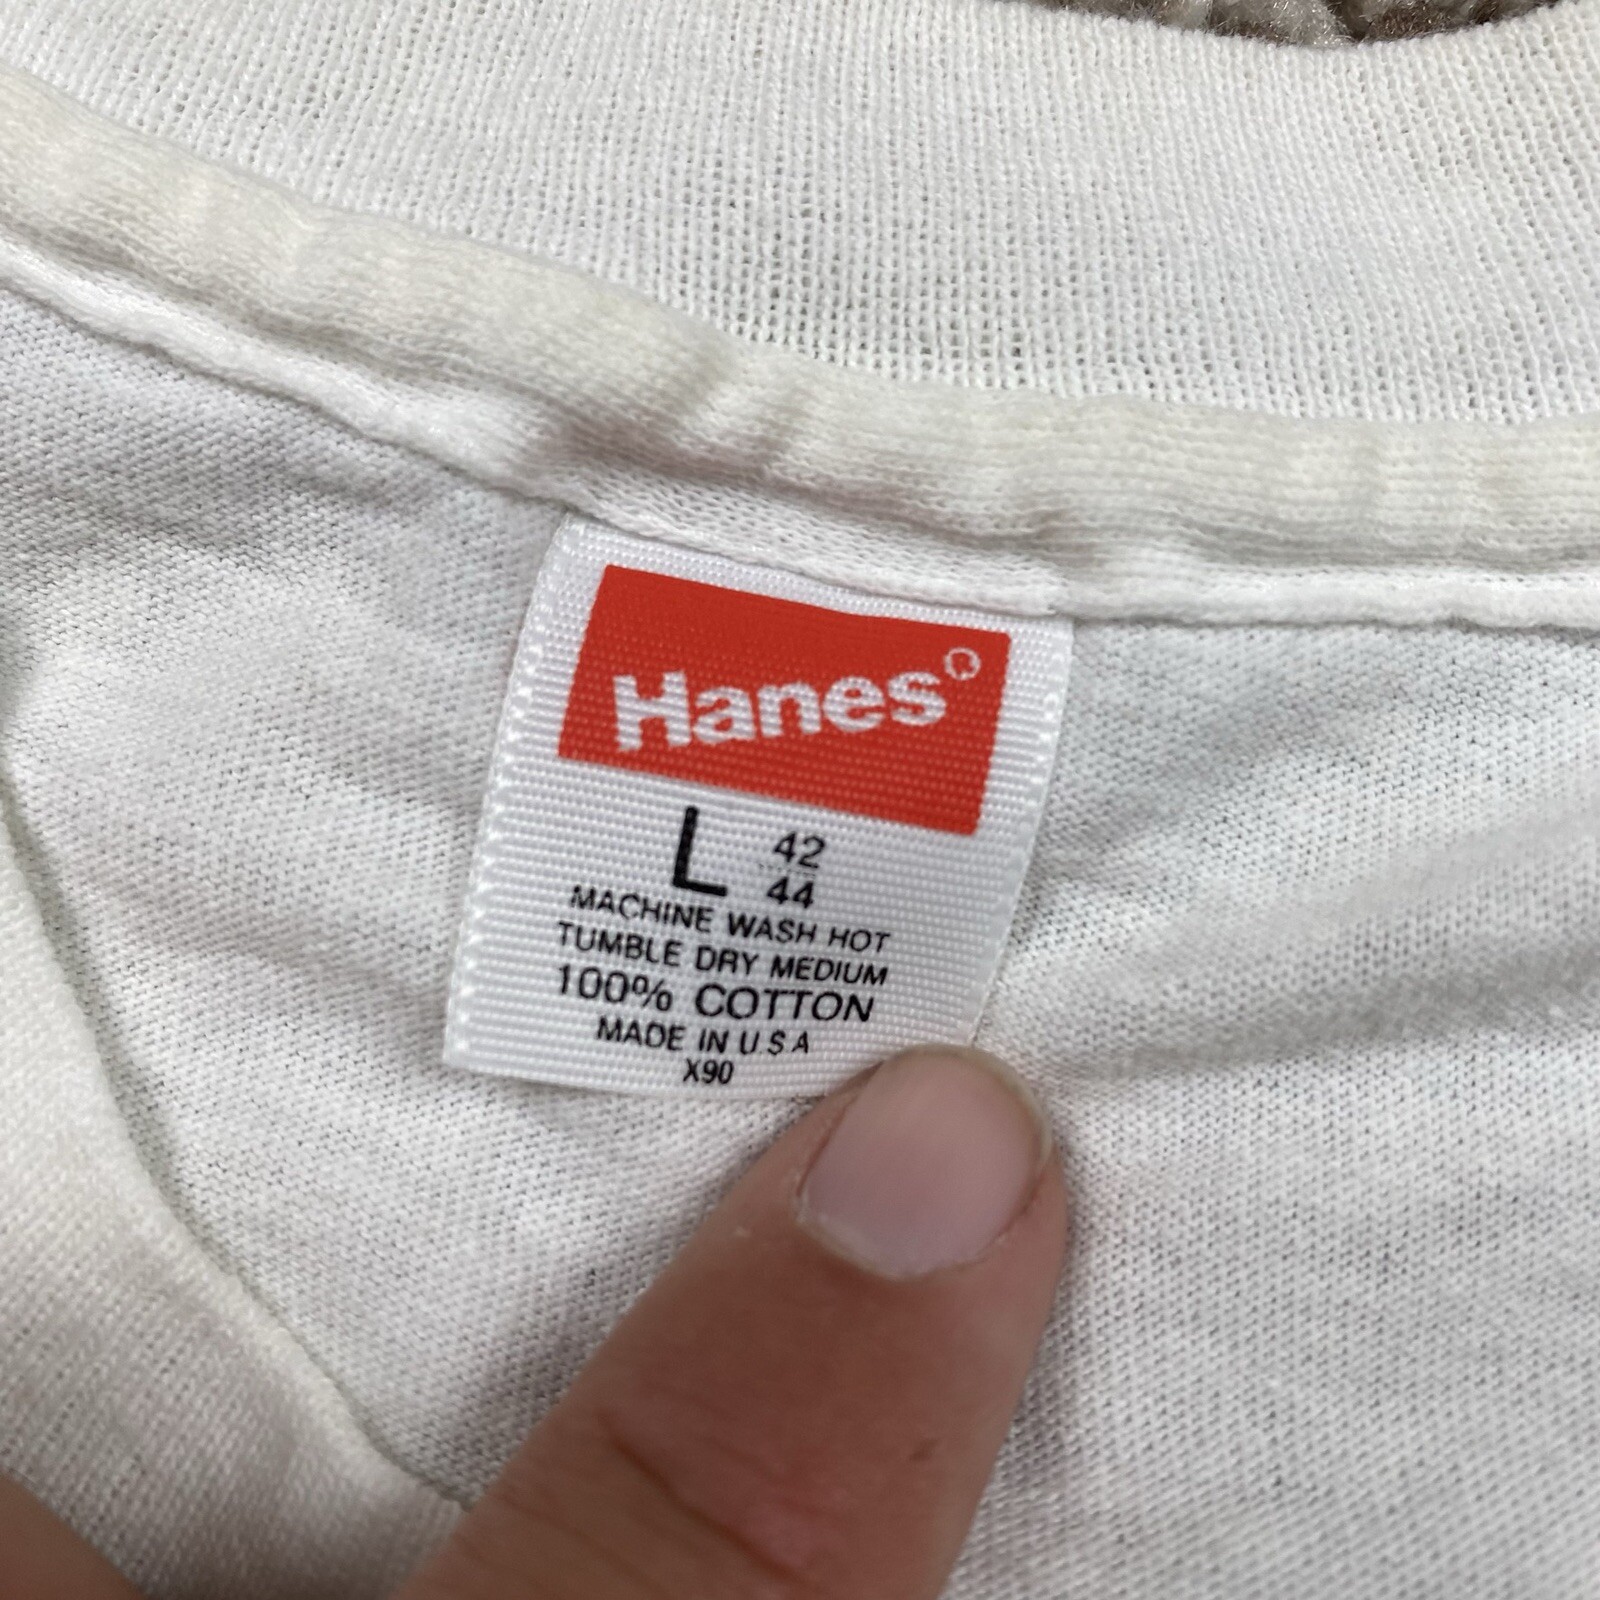 Hanes®
L 42
44
MACHINE WASH HOT
TUMBLE DRY MEDIUM
100% COTTON
MADE IN U.S.A
X90